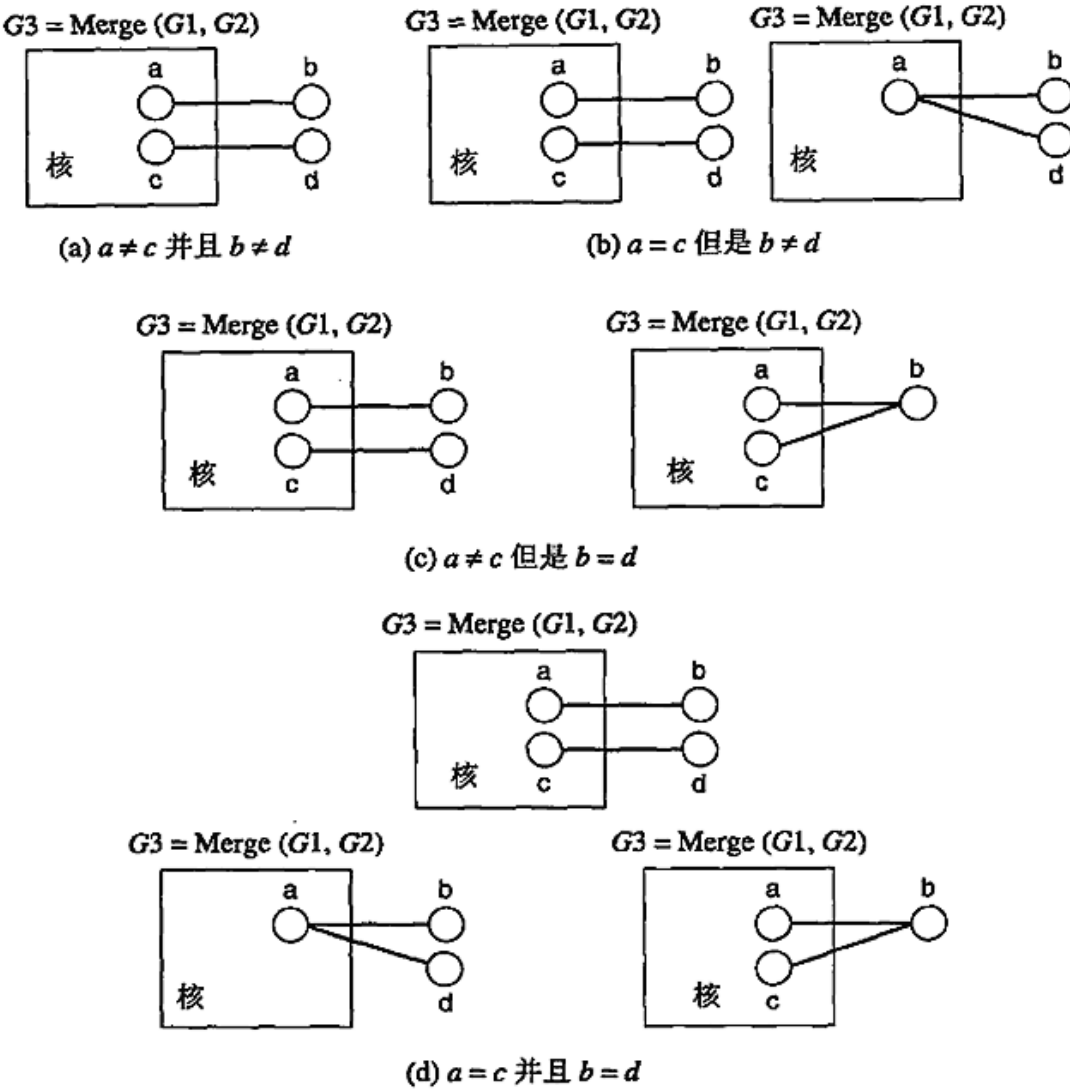 G3 = Merge (G1, G2)
a
b
c
d
核
(a) a ≠ c 并且 b ≠ d
G3 = Merge (G1, G2)
a
b
c
d
核
G3 = Merge (G1, G2)
a
b
d
核
(b) a = c 但是 b ≠ d
G3 = Merge (G1, G2)
a
b
c
d
核
G3 = Merge (G1, G2)
a
b
c
核
(c) a ≠ c 但是 b = d
G3 = Merge (G1, G2)
a
b
c
d
核
G3 = Merge (G1, G2)
a
b
d
核
G3 = Merge (G1, G2)
a
b
c
核
(d) a = c 并且 b = d